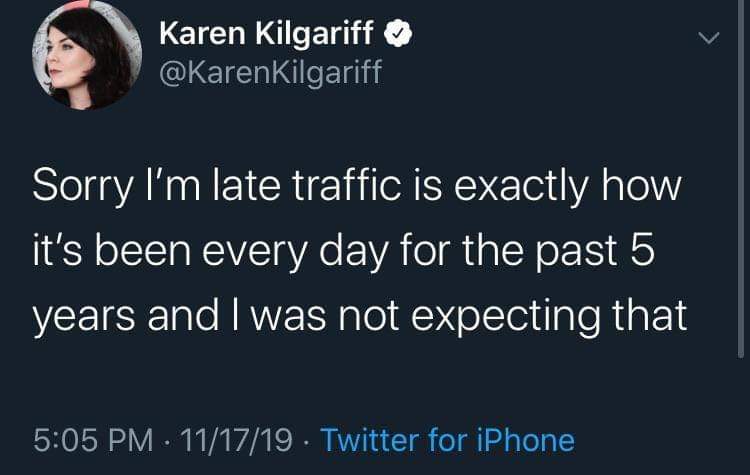 Karen Kilgariff
@KarenKilgariff
Sorry I'm late traffic is exactly how
it's been every day for the past 5
years and I was not expecting that
5:05 PM · 11/17/19 · Twitter for iPhone